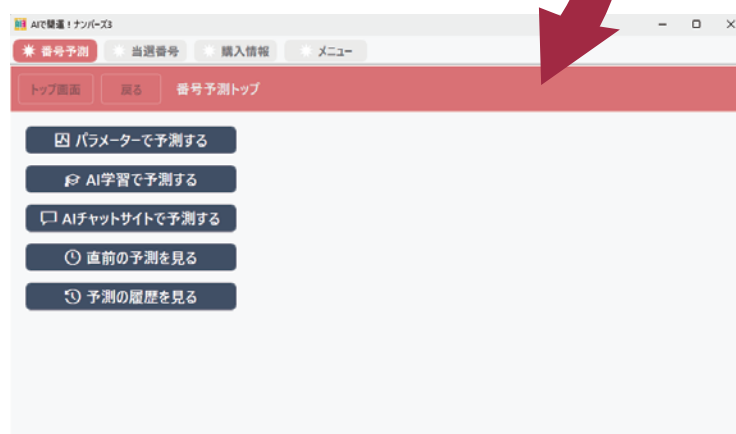 AIで開運！ナンバーズ3
番号予測 当選番号 購入情報 メニュー
トップ画面 戻る 番号予測トップ
パラメーターで予測する
AI学習で予測する
AIチャットサイトで予測する
直前の予測を見る
予測の履歴を見る